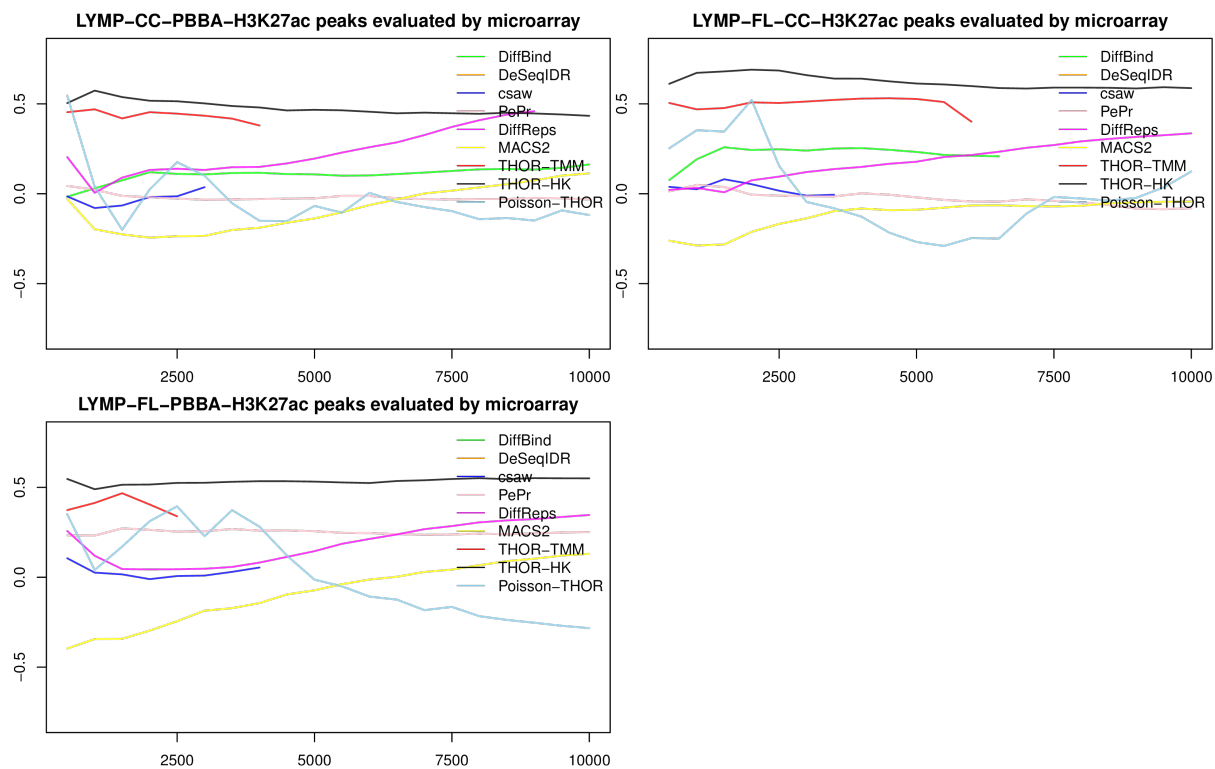 LYMP−CC−PBBA−H3K27ac peaks evaluated by microarray
DiffBind
DeSeqIDR
csaw
PePr
DiffReps
MACS2
THOR−TMM
THOR−HK
Poisson−THOR
0.5
0.0
−0.5
2500
5000
7500
10000
LYMP−FL−CC−H3K27ac peaks evaluated by microarray
DiffBind
DeSeqIDR
csaw
PePr
DiffReps
MACS2
THOR−TMM
THOR−HK
Poisson−THOR
0.5
0.0
−0.5
2500
5000
7500
10000
LYMP−FL−PBBA−H3K27ac peaks evaluated by microarray
DiffBind
DeSeqIDR
csaw
PePr
DiffReps
MACS2
THOR−TMM
THOR−HK
Poisson−THOR
0.5
0.0
−0.5
2500
5000
7500
10000